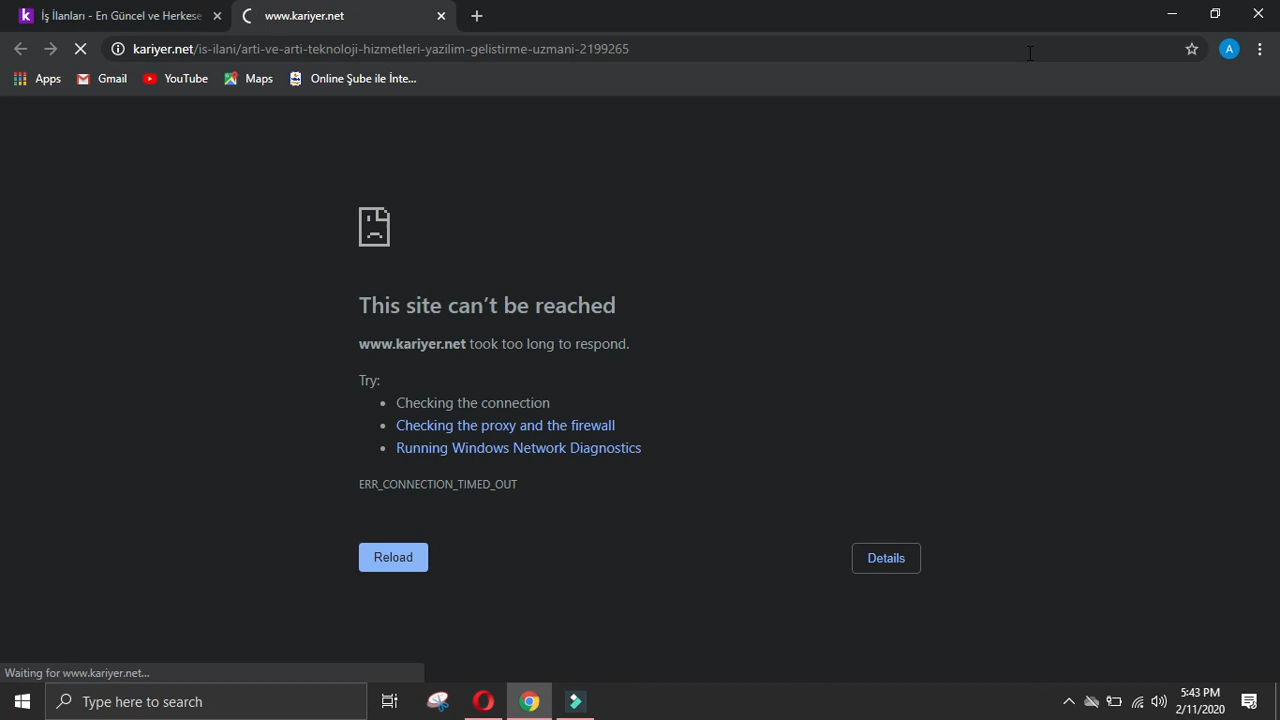 İş İlanları - En Güncel ve Herkese
www.kariyer.net
kariyer.net/is-ilani/arti-ve-arti-teknoloji-hizmetleri-yazilim-gelistirme-uzmani-2199265
A
Apps
Gmail
YouTube
Maps
Online Şube ile İnte...
This site can't be reached
www.kariyer.net took too long to respond.
Try:
Checking the connection
Checking the proxy and the firewall
Running Windows Network Diagnostics
ERR_CONNECTION_TIMED_OUT
Reload
Details
Waiting for www.kariyer.net...
Type here to search
5:43 PM
2/11/2020